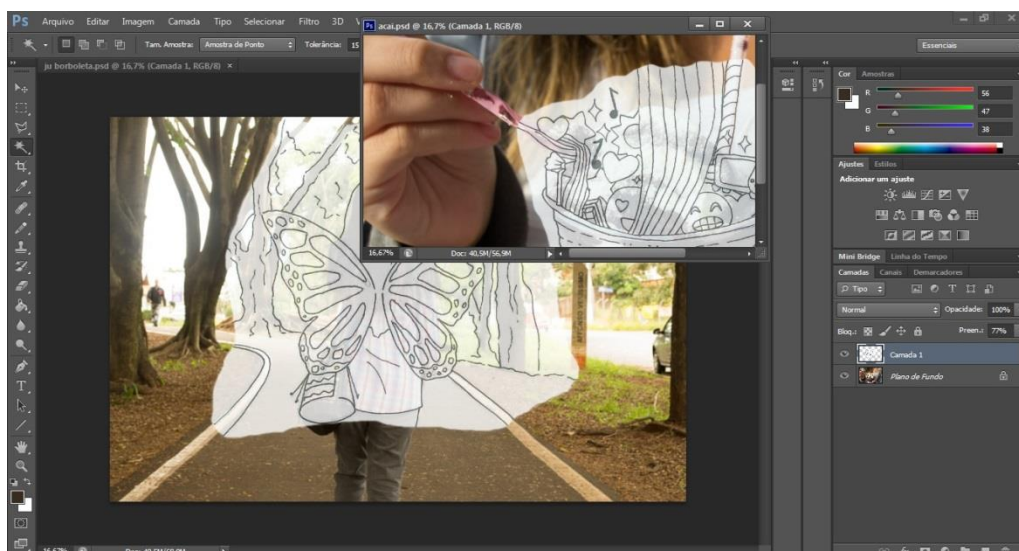 Ps Arquivo Editar Imagem Camada Tipo Selecionar Filtro 3D
Ps acai.psd @ 16,7% (Camada 1, RGB/8)
Tam. Amostra: Amostra de Ponto Tolerância: 15
Essenciais
ju borboleta.psd @ 16,7% (Camada 1, RGB/8) ×
16,67% Doc: 40,5M/56,9M
Cor Amostras
R 56
G 47
B 38
Ajustes Estilos
Adicionar um ajuste
Mini Bridge Linha do Tempo
Camadas Canais Demarcadores
Tipo
Normal Opacidade: 100%
Bloq.: Preen.: 77%
Camada 1
Plano de Fundo
16,67%